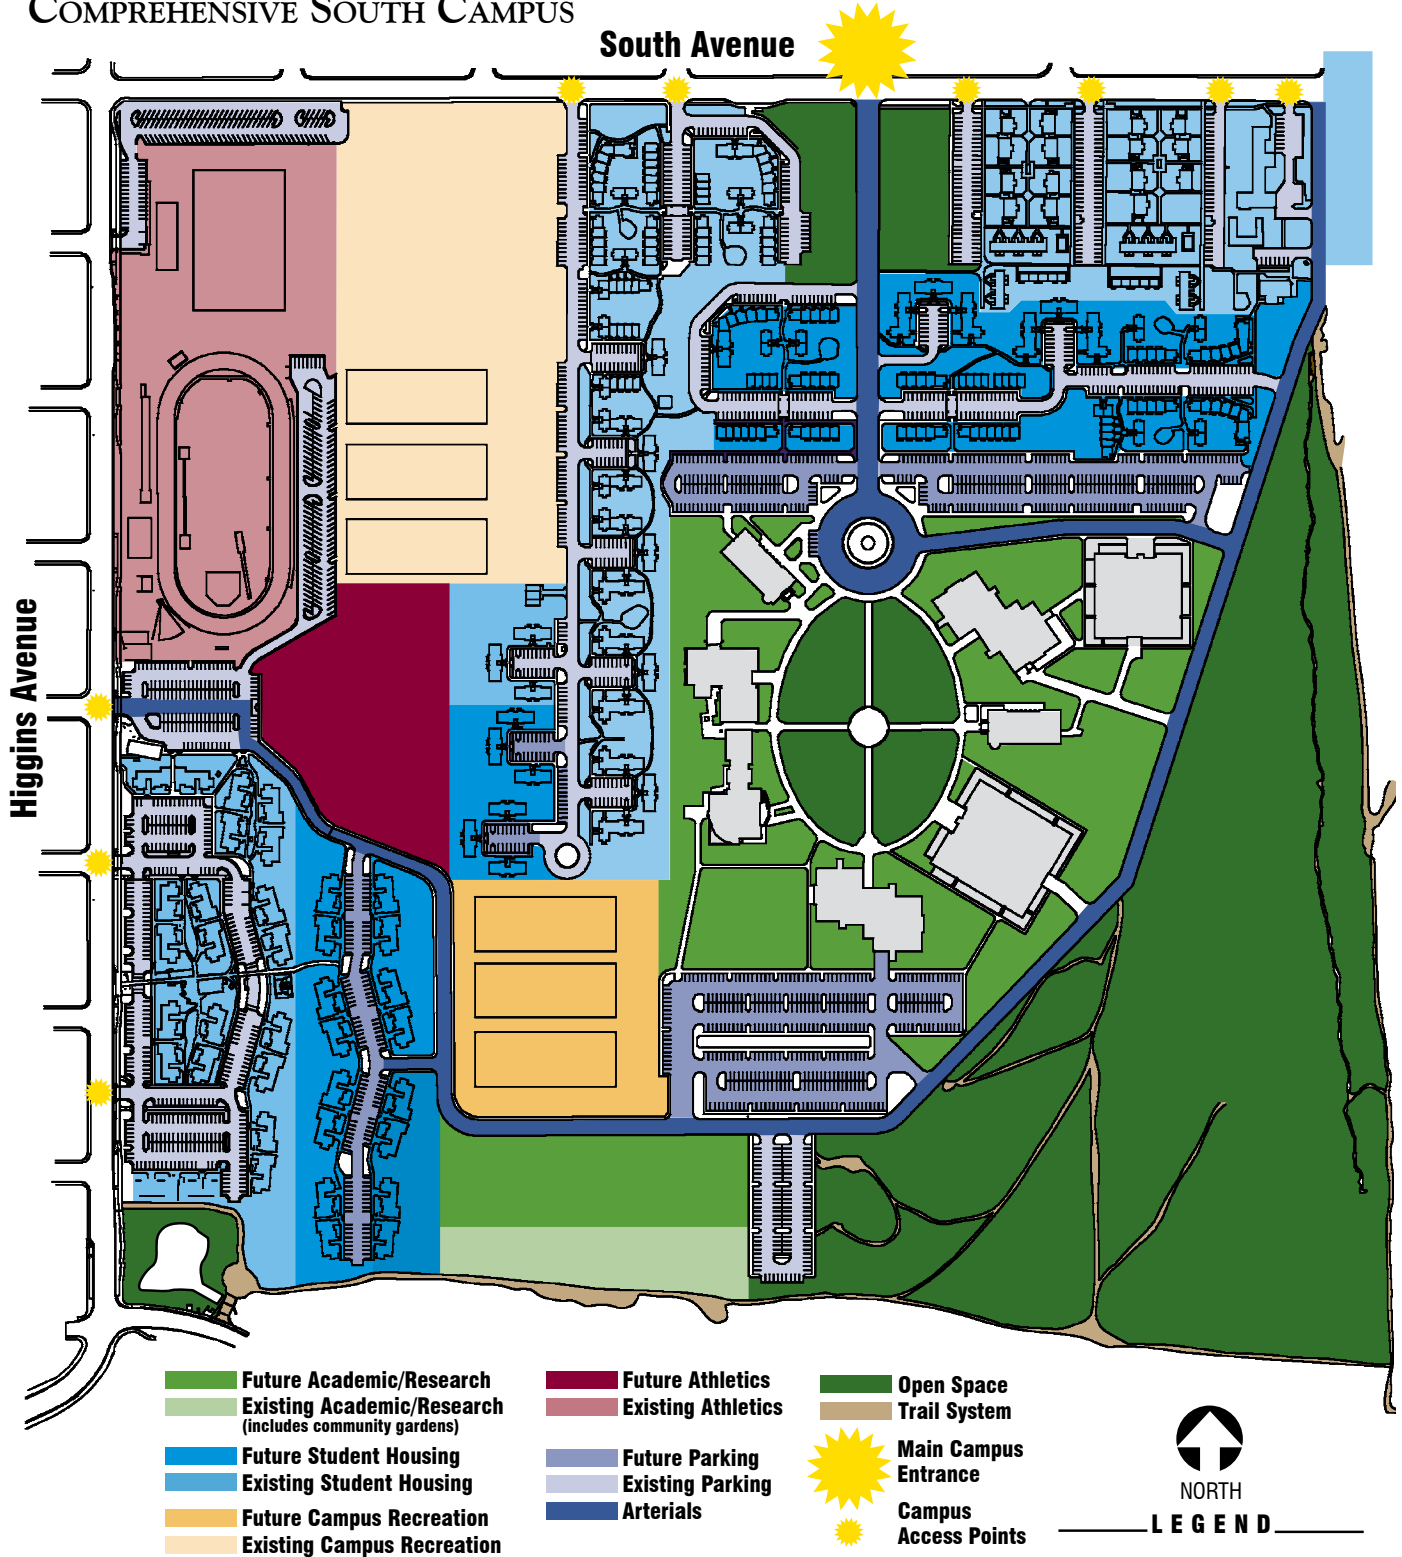 COMPREHENSIVE SOUTH CAMPUS
South Avenue
Higgins Avenue
Future Academic/Research
Existing Academic/Research
(includes community gardens)
Future Student Housing
Existing Student Housing
Future Campus Recreation
Existing Campus Recreation
Future Athletics
Existing Athletics
Future Parking
Existing Parking
Arterials
Open Space
Trail System
Main Campus
Entrance
Campus
Access Points
NORTH
LEGEND